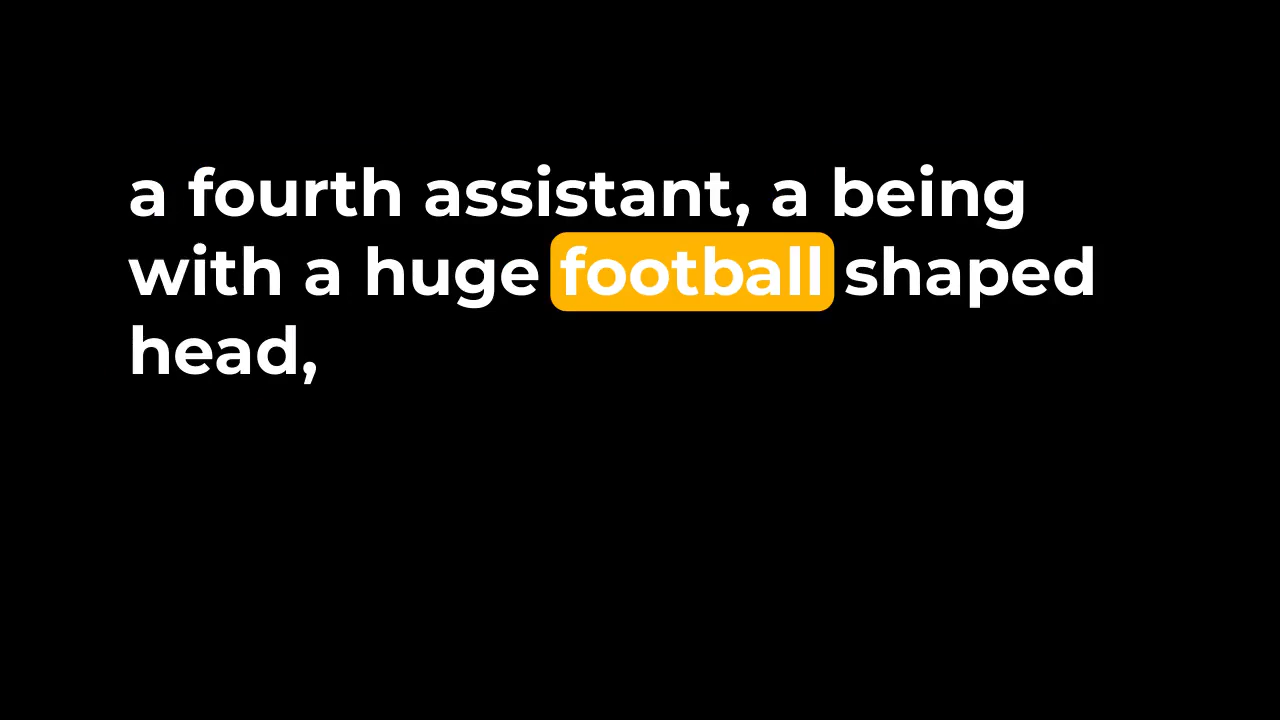 a fourth assistant, a being
with a huge football shaped
head,